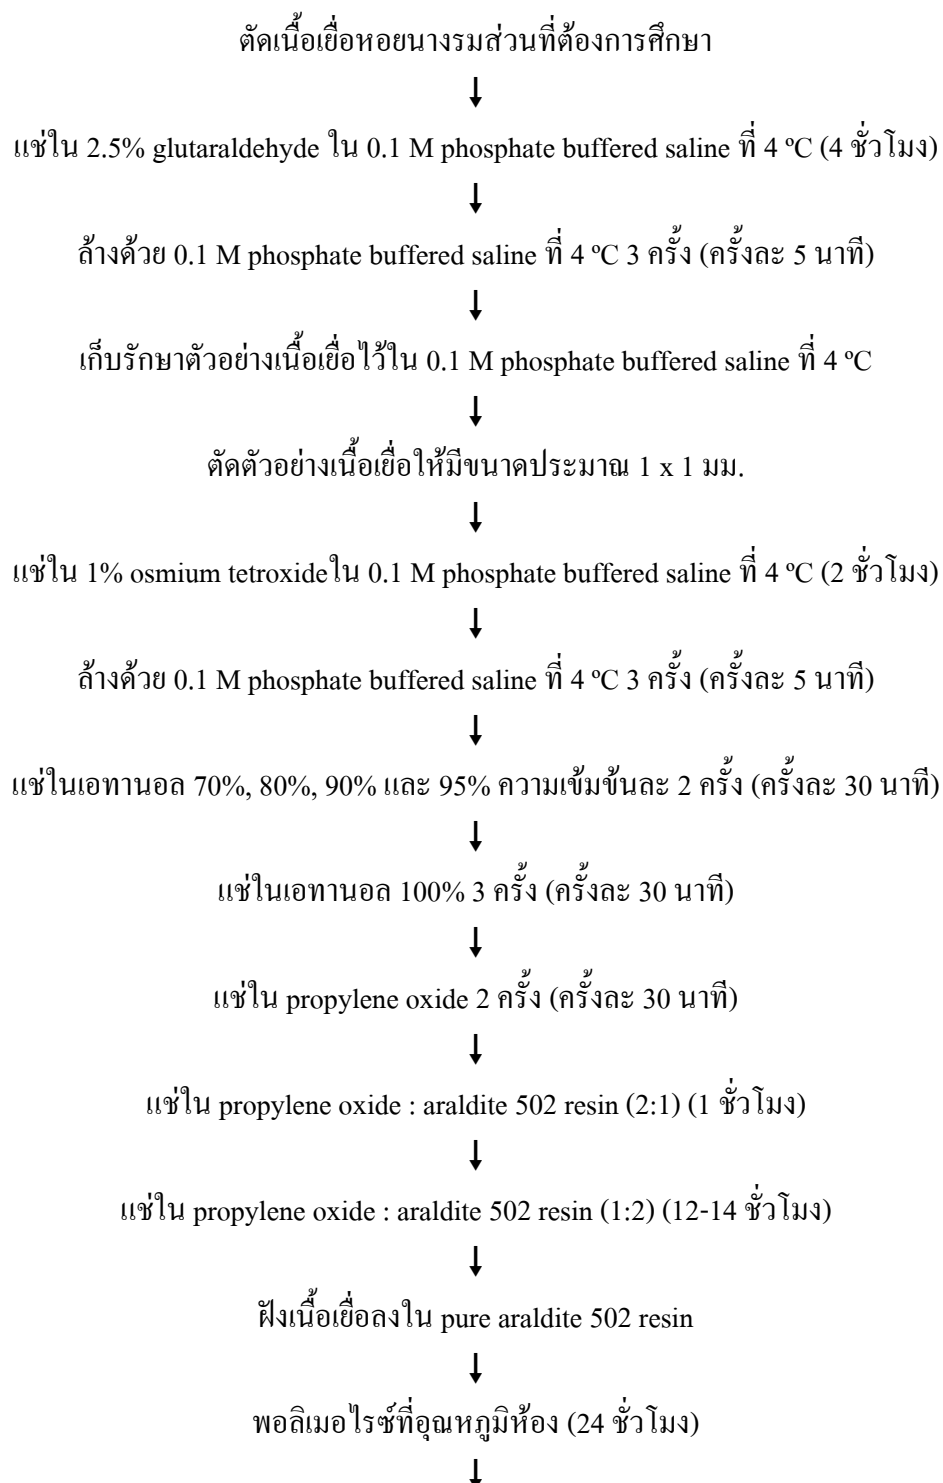 ตัดเนื้อเยื่อหอยนางรมส่วนที่ต้องการศึกษา
แช่ใน 2.5% glutaraldehyde ใน 0.1 M phosphate buffered saline ที่ 4 ºC (4 ชั่วโมง)
ล้างด้วย 0.1 M phosphate buffered saline ที่ 4 ºC 3 ครั้ง (ครั้งละ 5 นาที)
เก็บรักษาตัวอย่างเนื้อเยื่อไว้ใน 0.1 M phosphate buffered saline ที่ 4 ºC
ตัดตัวอย่างเนื้อเยื่อให้มีขนาดประมาณ 1 x 1 มม.
แช่ใน 1% osmium tetroxideใน 0.1 M phosphate buffered saline ที่ 4 ºC (2 ชั่วโมง)
ล้างด้วย 0.1 M phosphate buffered saline ที่ 4 ºC 3 ครั้ง (ครั้งละ 5 นาที)
แช่ในเอทานอล 70%, 80%, 90% และ 95% ความเข้มข้นละ 2 ครั้ง (ครั้งละ 30 นาที)
แช่ในเอทานอล 100% 3 ครั้ง (ครั้งละ 30 นาที)
แช่ใน propylene oxide 2 ครั้ง (ครั้งละ 30 นาที)
แช่ใน propylene oxide : araldite 502 resin (2:1) (1 ชั่วโมง)
แช่ใน propylene oxide : araldite 502 resin (1:2) (12-14 ชั่วโมง)
ฝังเนื้อเยื่อลงใน pure araldite 502 resin
พอลิเมอไรซ์ที่อุณหภูมิห้อง (24 ชั่วโมง)